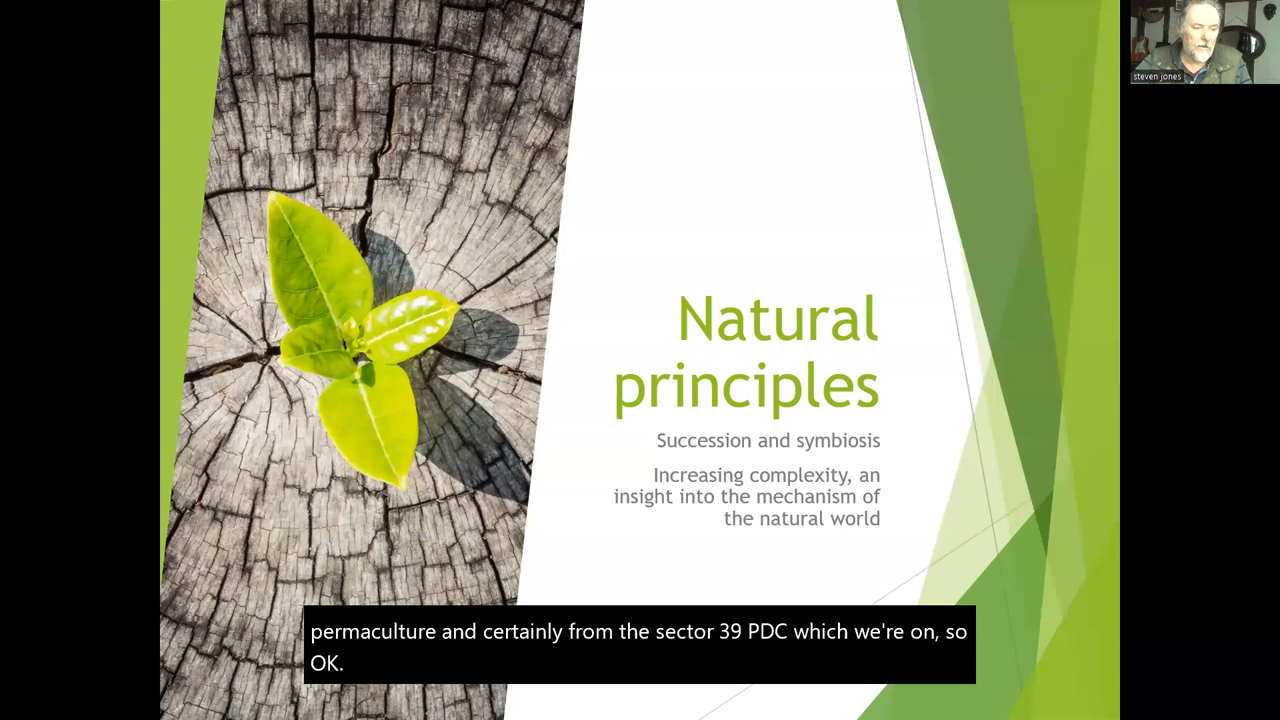 steven jones
Natural
principles
Succession and symbiosis
Increasing complexity, an
insight into the mechanism of
the natural world
permaculture and certainly from the sector 39 PDC which we're on, so
OK.